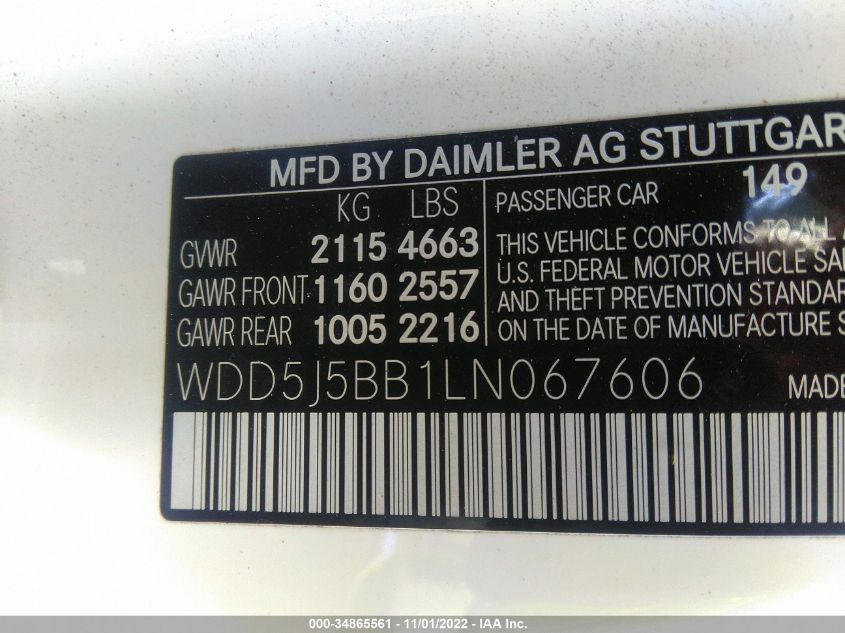 MFD BY DAIMLER AG STUTTGAR
KG LBS
GVWR 2115 4663
GAWR FRONT 1160 2557
GAWR REAR 1005 2216
PASSENGER CAR 149
THIS VEHICLE CONFORMS TO ALL A
U.S. FEDERAL MOTOR VEHICLE SA
AND THEFT PREVENTION STANDAR
ON THE DATE OF MANUFACTURE S
WDD5J5BB1LN067606 MADE
000-34865561 - 11/01/2022 - IAA Inc.